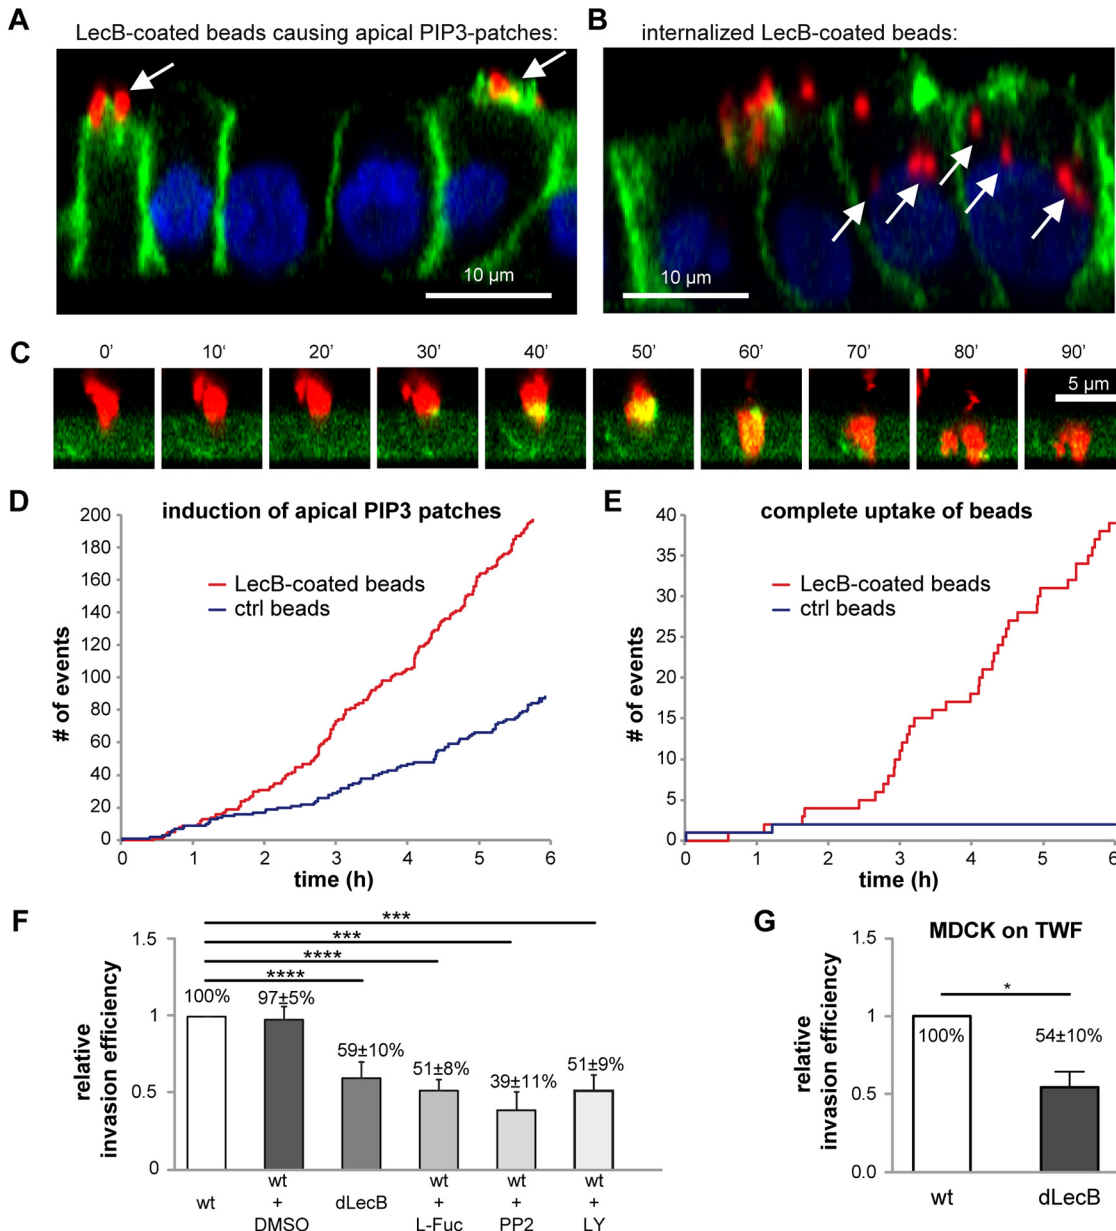 A
LecB-coated beads causing apical PIP3-patches:
10 µm
B
internalized LecB-coated beads:
10 µm
C
0'
10‘
20'
30'
40'
50'
60'
70'
80'
90'
5 µm
D
induction of apical PIP3 patches
200
180
160
140
120
100
80
60
40
20
0
# of events
LecB-coated beads
ctrl beads
0
1
2
3
4
5
6
time (h)
E
complete uptake of beads
40
35
30
25
20
15
10
5
0
# of events
LecB-coated beads
ctrl beads
0
1
2
3
4
5
6
time (h)
F
***
***
****
****
1.5
1
0.5
0
relative
invasion efficiency
100%
97±5%
59±10%
51±8%
39±11%
51±9%
wt
wt
+
DMSO
dLecB
wt
+
L-Fuc
wt
+
PP2
wt
+
LY
G
MDCK on TWF
1.5
1
0.5
0.0
relative
invasion efficiency
*
100%
54±10%
wt
dLecB